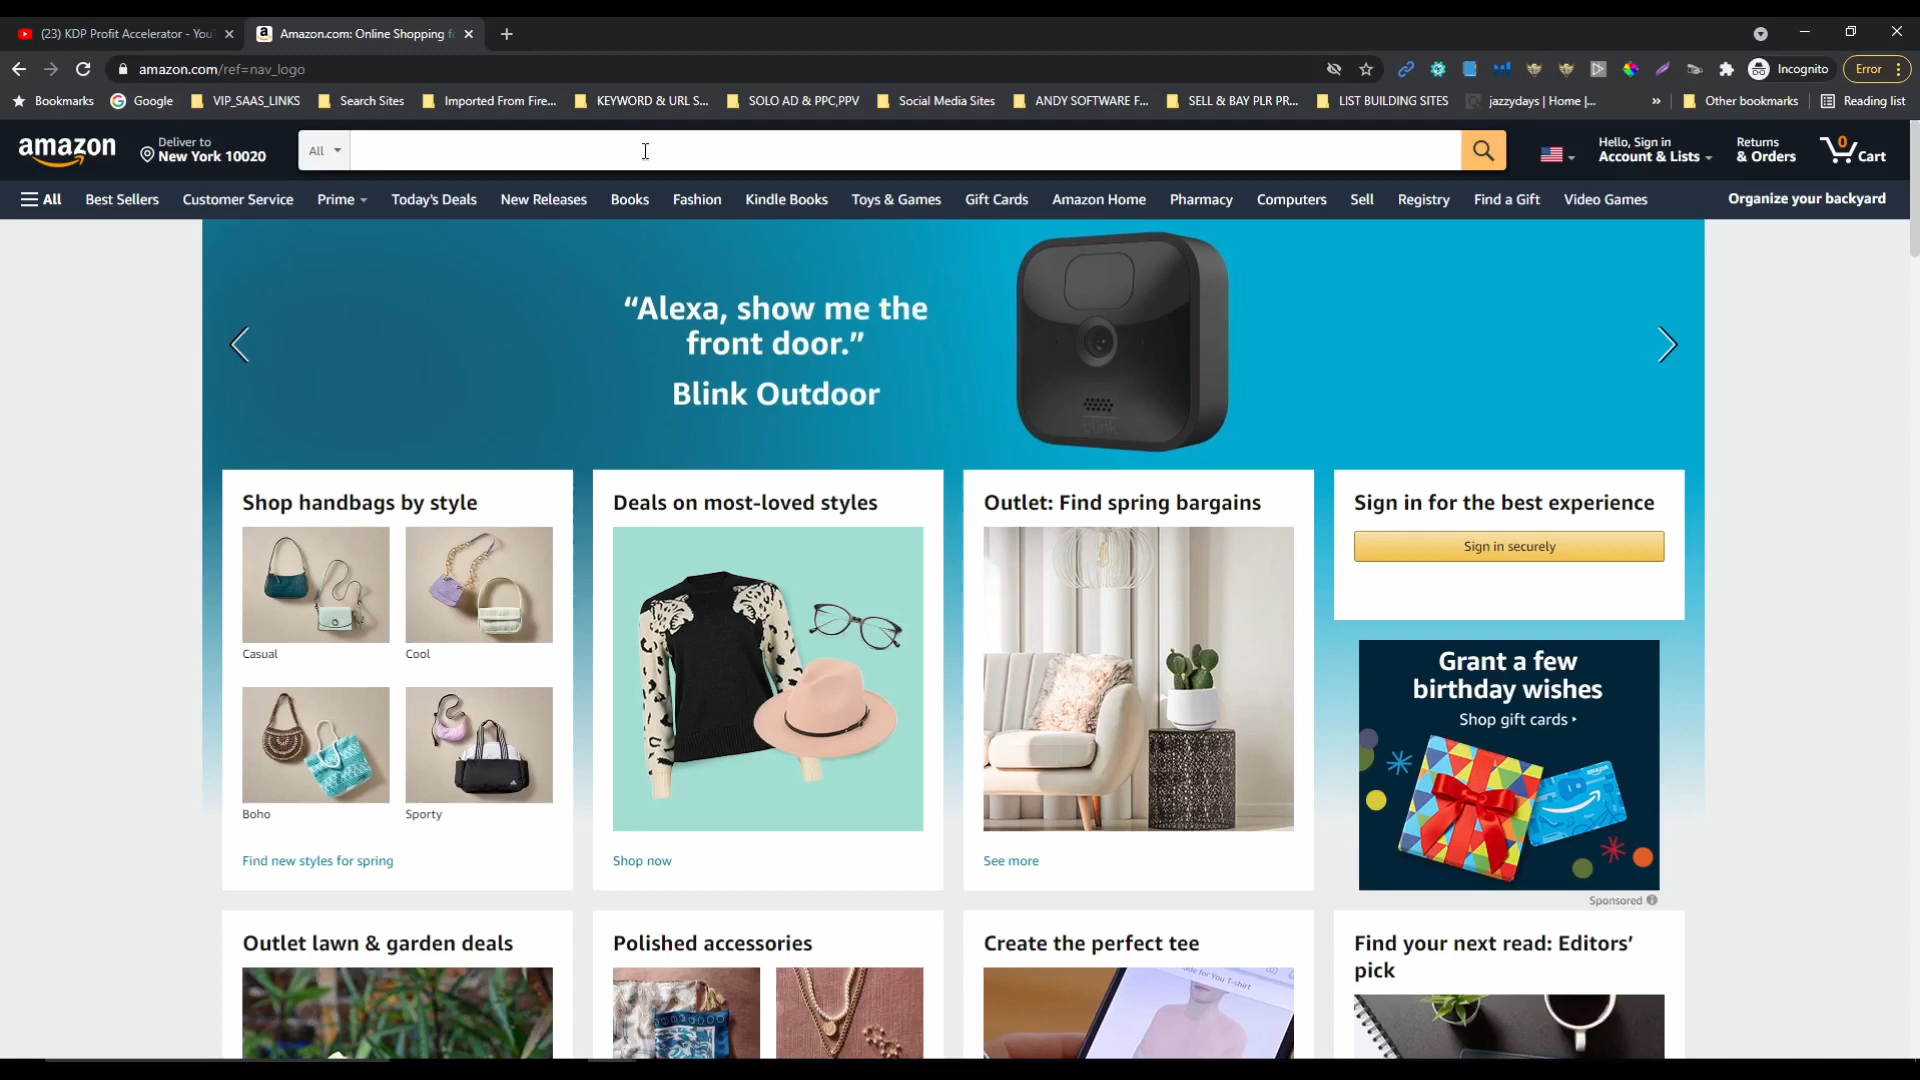 (23) KDP Profit Accelerator - You
Amazon.com: Online Shopping f
amazon.com/ref=nav_logo
Incognito
Error
Bookmarks
Google
VIP_SAAS_LINKS
Search Sites
Imported From Fire...
KEYWORD & URL S...
SOLO AD & PPC,PPV
Social Media Sites
ANDY SOFTWARE F...
SELL & BAY PLR PR...
LIST BUILDING SITES
jazzydays | Home |...
»
Other bookmarks
Reading list
amazon
Deliver to
New York 10020
All
Hello, Sign in
Account & Lists
Returns
& Orders
0
Cart
All
Best Sellers
Customer Service
Prime
Today's Deals
New Releases
Books
Fashion
Kindle Books
Toys & Games
Gift Cards
Amazon Home
Pharmacy
Computers
Sell
Registry
Find a Gift
Video Games
Organize your backyard
“Alexa, show me the
front door.”
Blink Outdoor
blink
Shop handbags by style
Casual
Cool
Boho
Sporty
Find new styles for spring
Deals on most-loved styles
Shop now
Outlet: Find spring bargains
See more
Sign in for the best experience
Sign in securely
Grant a few
birthday wishes
Shop gift cards
amazon
Sponsored
Outlet lawn & garden deals
Polished accessories
Create the perfect tee
for You T-shirt
Find your next read: Editors’
pick